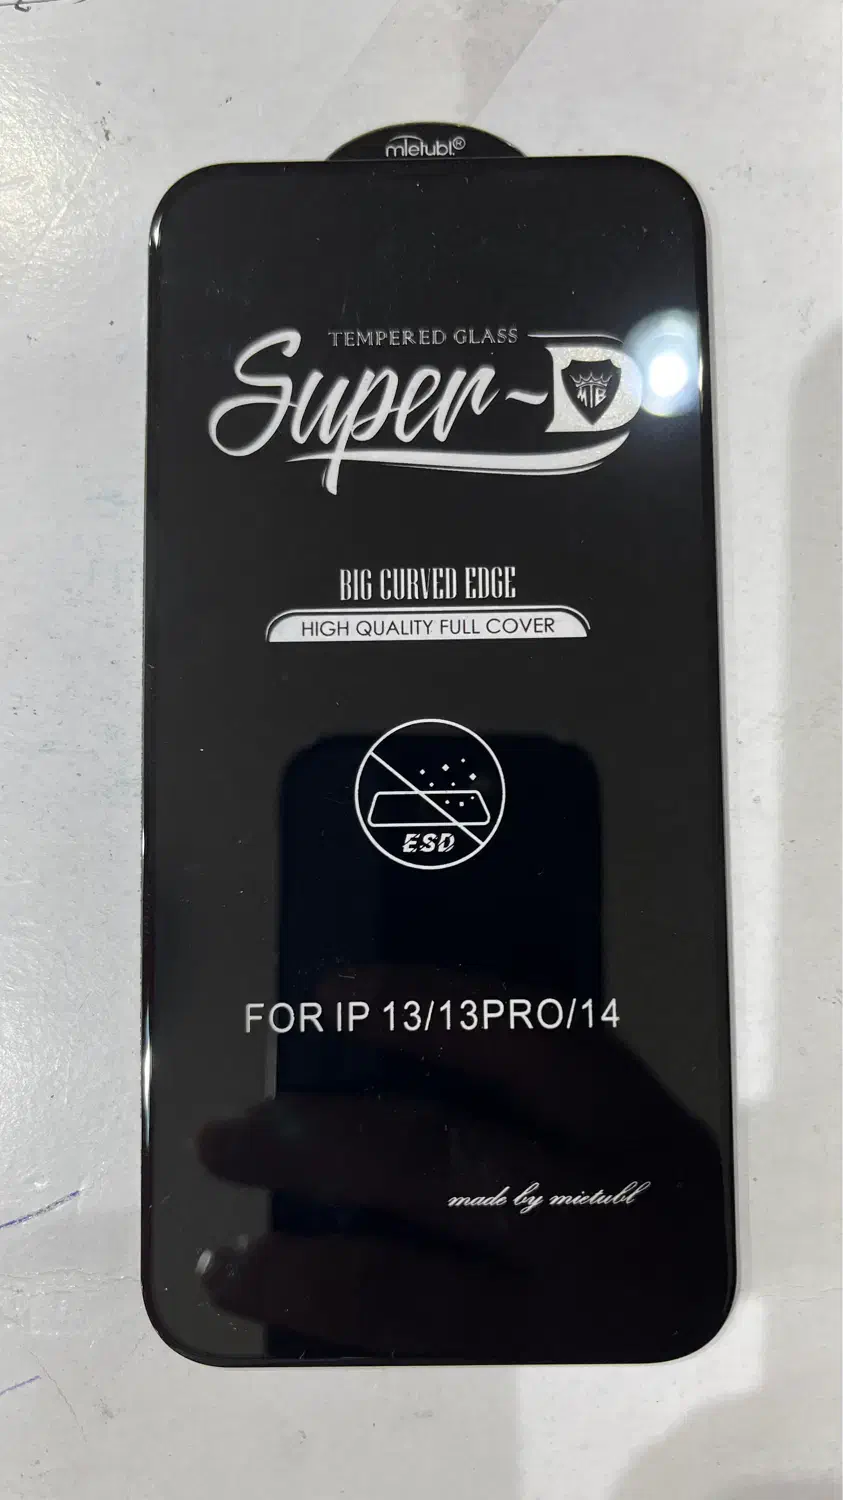 mTetubl.®
TEMPERED GLASS
Super-D
MTB
BIG CURVED EDGE
HIGH QUALITY FULL COVER
ESD
FOR IP 13/13PRO/14
made by mietubl